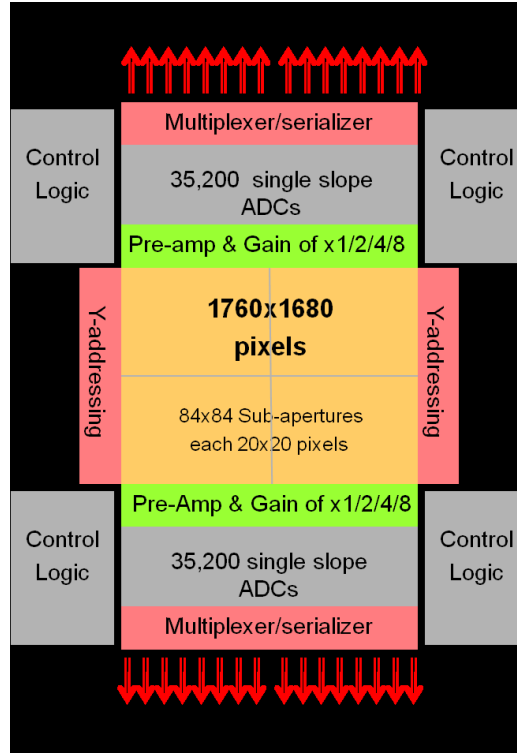 Multiplexer/serializer
Control
Logic
35,200 single slope
ADCs
Control
Logic
Pre-amp & Gain of x1/2/4/8
Y-addressing
1760x1680
pixels
Y-addressing
84x84 Sub-apertures
each 20x20 pixels
Pre-Amp & Gain of x1/2/4/8
Control
Logic
35,200 single slope
ADCs
Control
Logic
Multiplexer/serializer